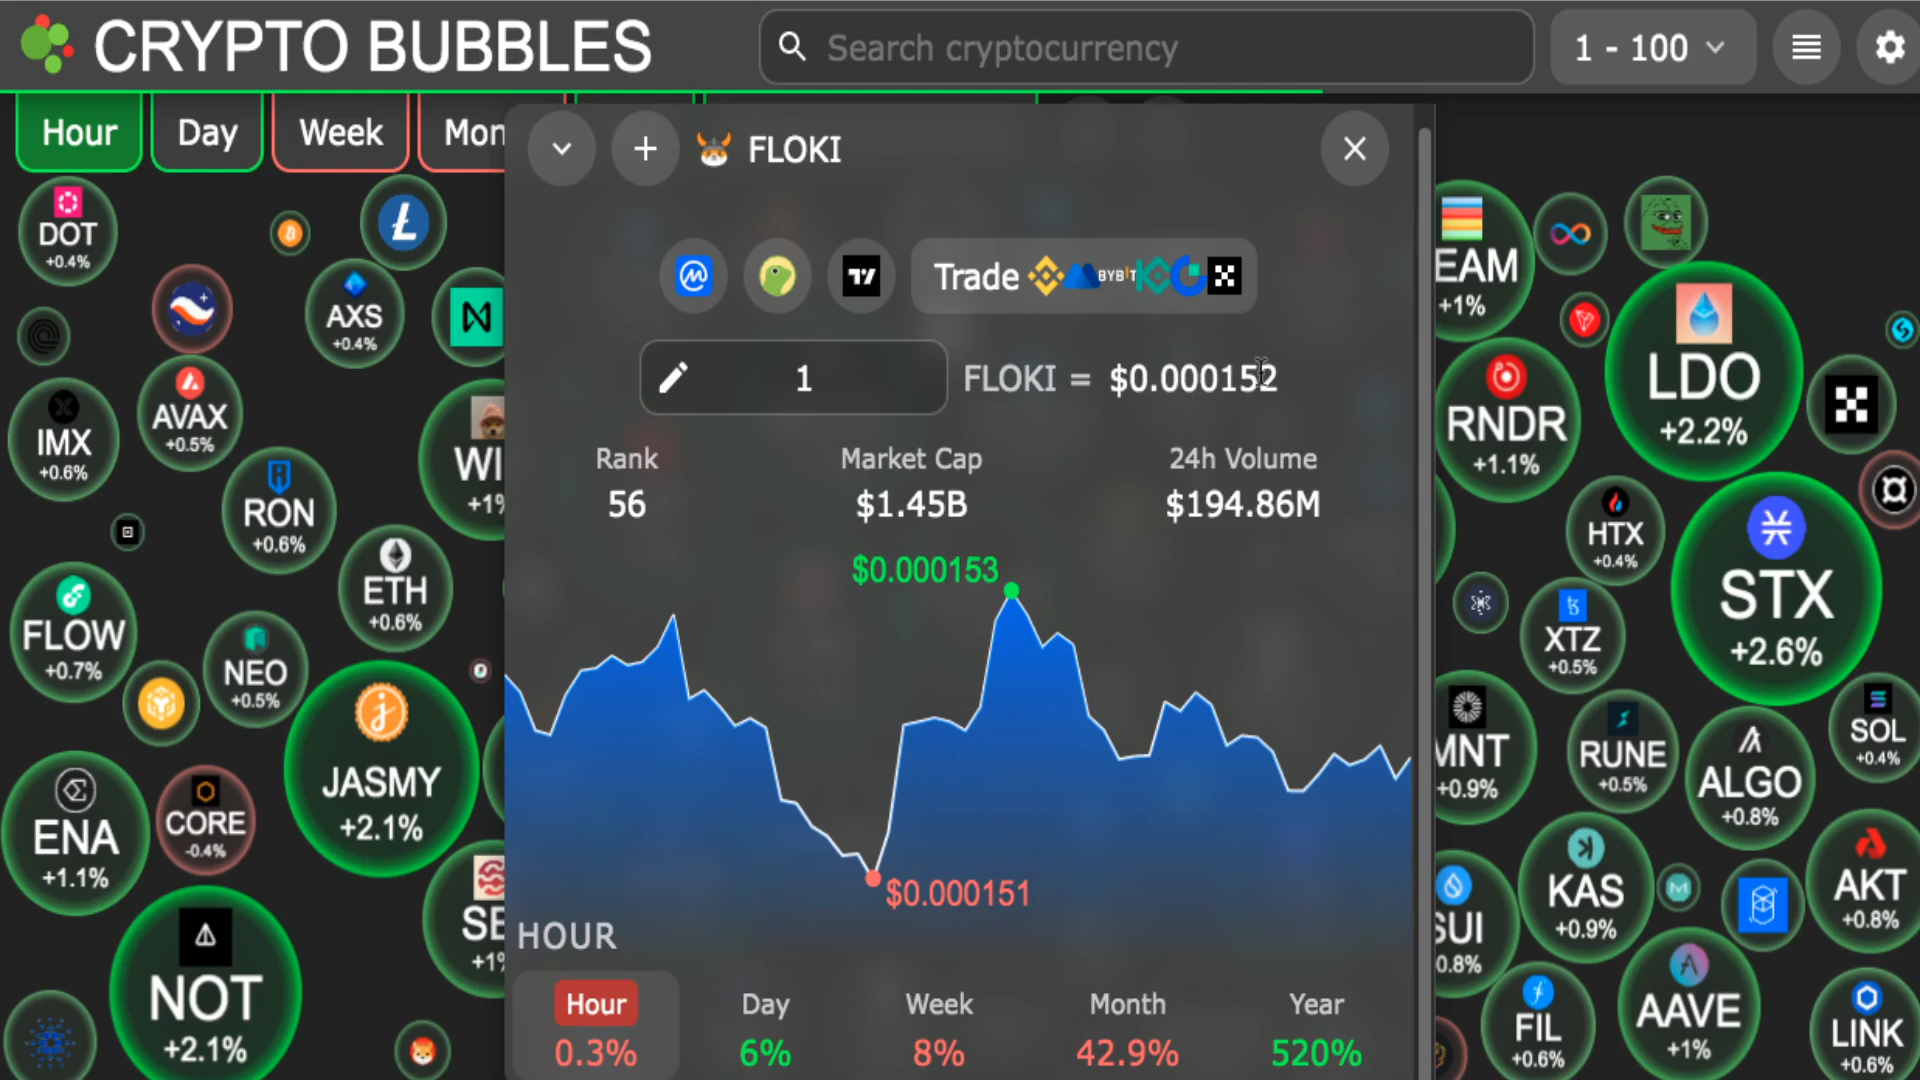 CRYPTO BUBBLES
Search cryptocurrency
1 - 100
Hour
Day
Week
Mon
FLOKI
Trade
BYBIT
1
FLOKI = $0.000152
Rank
56
Market Cap
$1.45B
24h Volume
$194.86M
$0.000153
$0.000151
HOUR
Hour
0.3%
Day
6%
Week
8%
Month
42.9%
Year
520%
DOT
+0.4%
AXS
+0.4%
IMX
+0.6%
AVAX
+0.5%
WI
+1%
RON
+0.6%
ETH
+0.6%
FLOW
+0.7%
NEO
+0.5%
JASMY
+2.1%
ENA
+1.1%
CORE
-0.4%
SE
+1%
NOT
+2.1%
EAM
+1%
LDO
+2.2%
RNDR
+1.1%
HTX
+0.4%
STX
+2.6%
XTZ
+0.5%
MNT
+0.9%
RUNE
+0.5%
ALGO
+0.8%
SOL
+0.4%
SUI
0.8%
KAS
+0.9%
AKT
+0.8%
FIL
+0.6%
AAVE
+1%
LINK
+0.6%